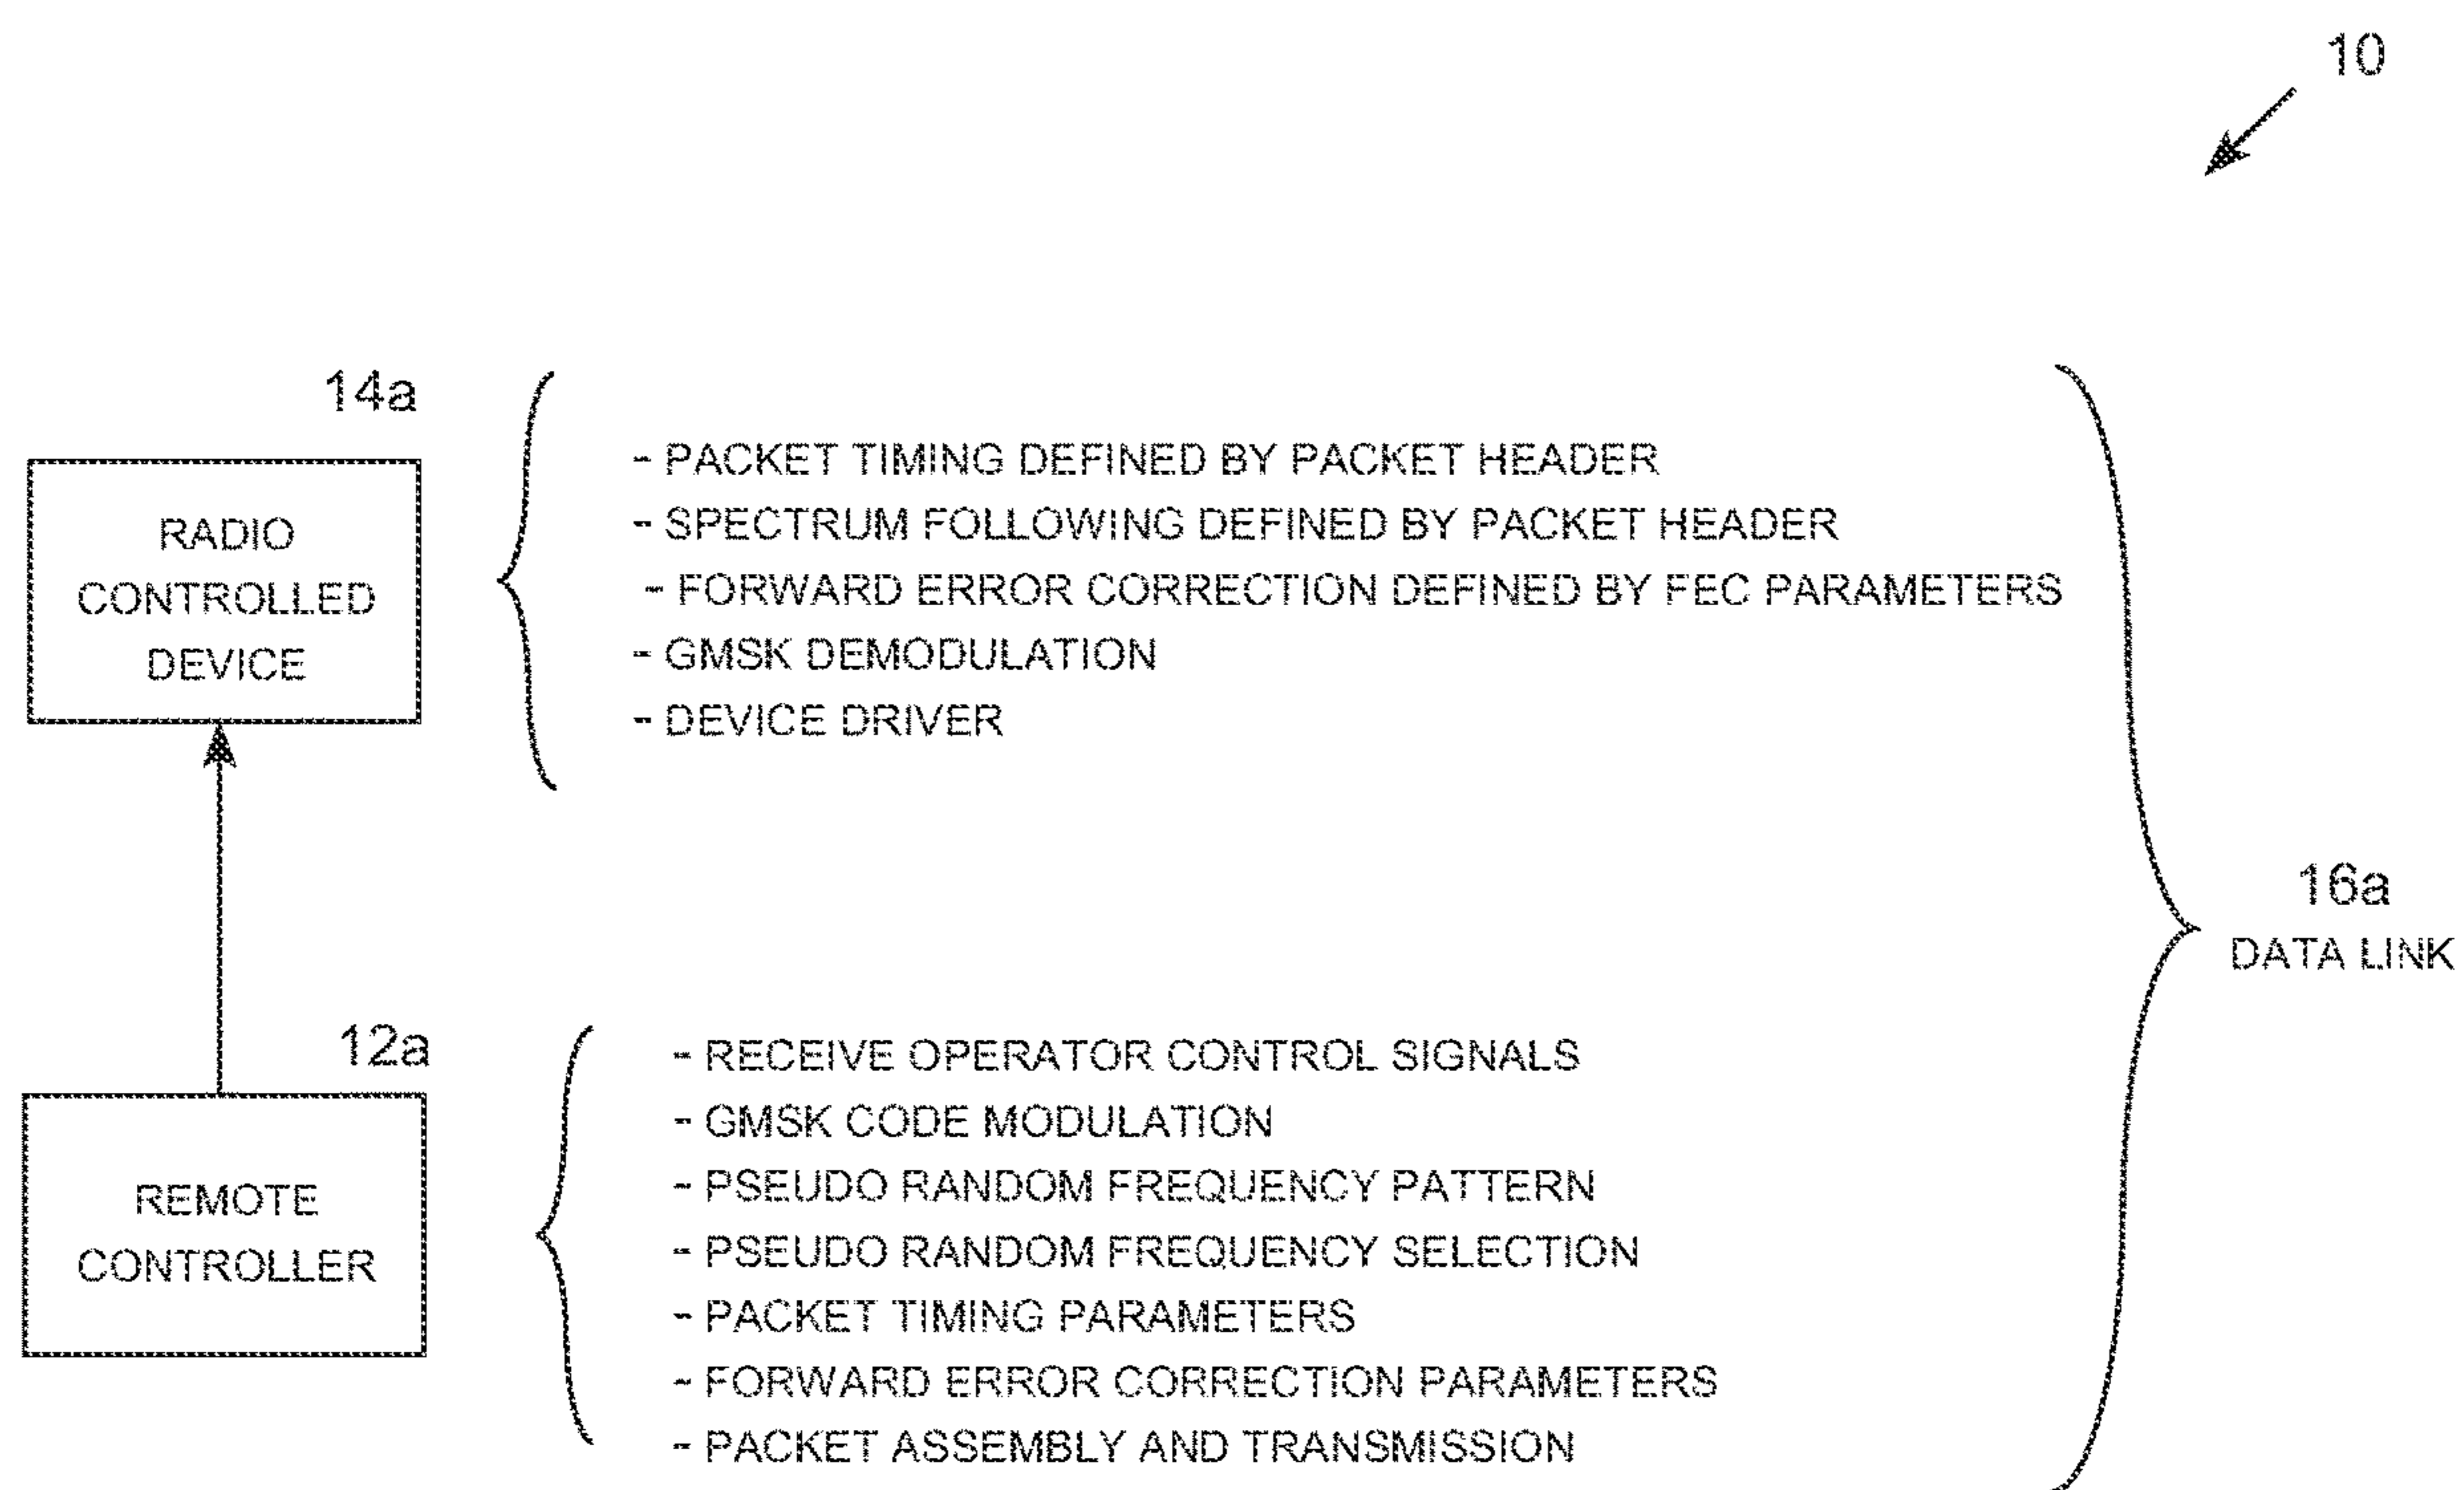 10
14a
RADIO
CONTROLLED
DEVICE
- PACKET TIMING DEFINED BY PACKET HEADER
- SPECTRUM FOLLOWING DEFINED BY PACKET HEADER
- FORWARD ERROR CORRECTION DEFINED BY FEC PARAMETERS
- GMSK DEMODULATION
- DEVICE DRIVER
16a
DATA LINK
12a
REMOTE
CONTROLLER
- RECEIVE OPERATOR CONTROL SIGNALS
- GMSK CODE MODULATION
- PSEUDO RANDOM FREQUENCY PATTERN
- PSEUDO RANDOM FREQUENCY SELECTION
- PACKET TIMING PARAMETERS
- FORWARD ERROR CORRECTION PARAMETERS
- PACKET ASSEMBLY AND TRANSMISSION